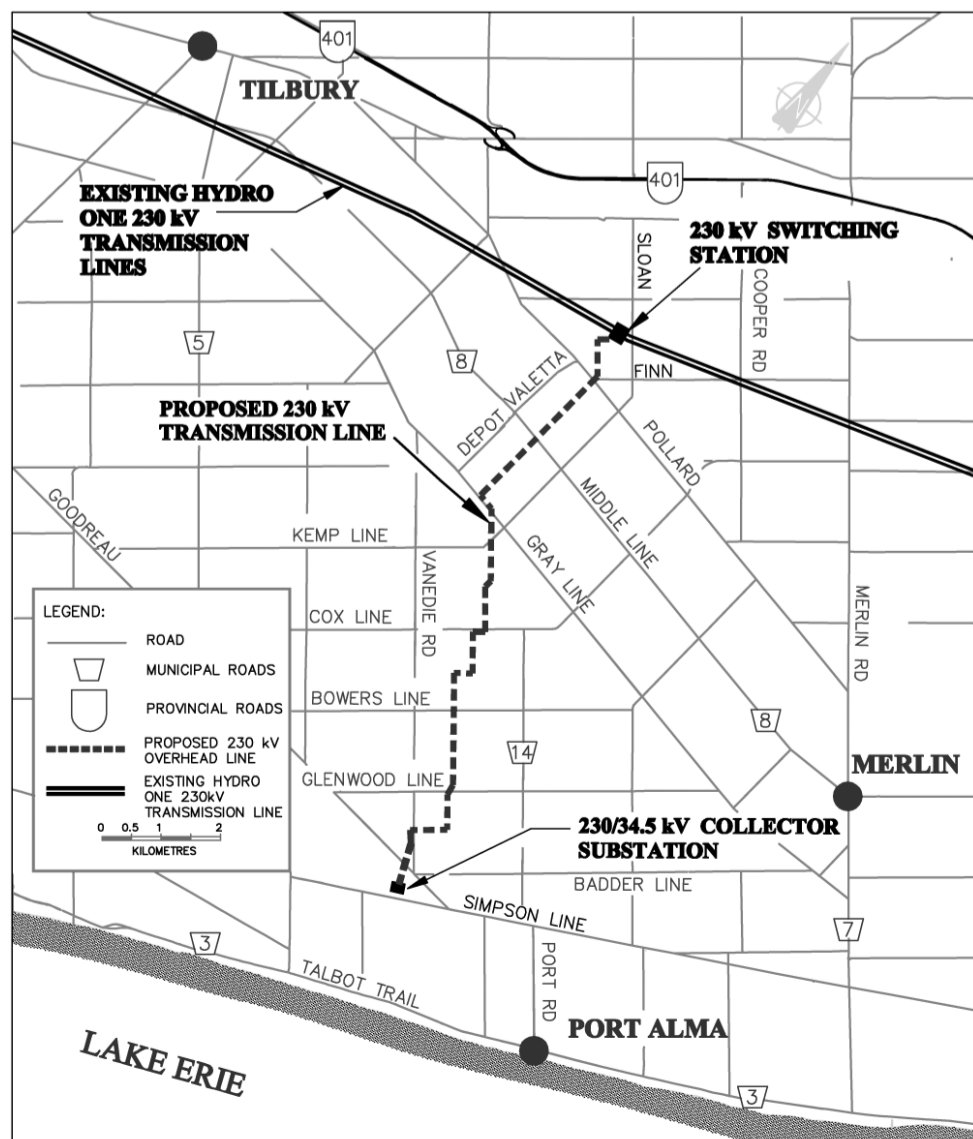 401
TILBURY
401
EXISTING HYDRO
ONE 230 kV
TRANSMISSION
LINES
230 kV SWITCHING
STATION
SLOAN
COOPER RD
5
8
FINN
DEPOT VALETTA
PROPOSED 230 kV
TRANSMISSION LINE
POLLARD
GOODREAU
MIDDLE LINE
KEMP LINE
GRAY LINE
VANEDIE RD
MERLIN RD
LEGEND:
ROAD
MUNICIPAL ROADS
PROVINCIAL ROADS
PROPOSED 230 kV
OVERHEAD LINE
EXISTING HYDRO
ONE 230kV
TRANSMISSION LINE
0 0.5 1 2
KILOMETRES
COX LINE
BOWERS LINE
8
14
MERLIN
GLENWOOD LINE
230/34.5 kV COLLECTOR
SUBSTATION
BADDER LINE
SIMPSON LINE
7
3
TALBOT TRAIL
PORT RD
PORT ALMA
LAKE ERIE
3